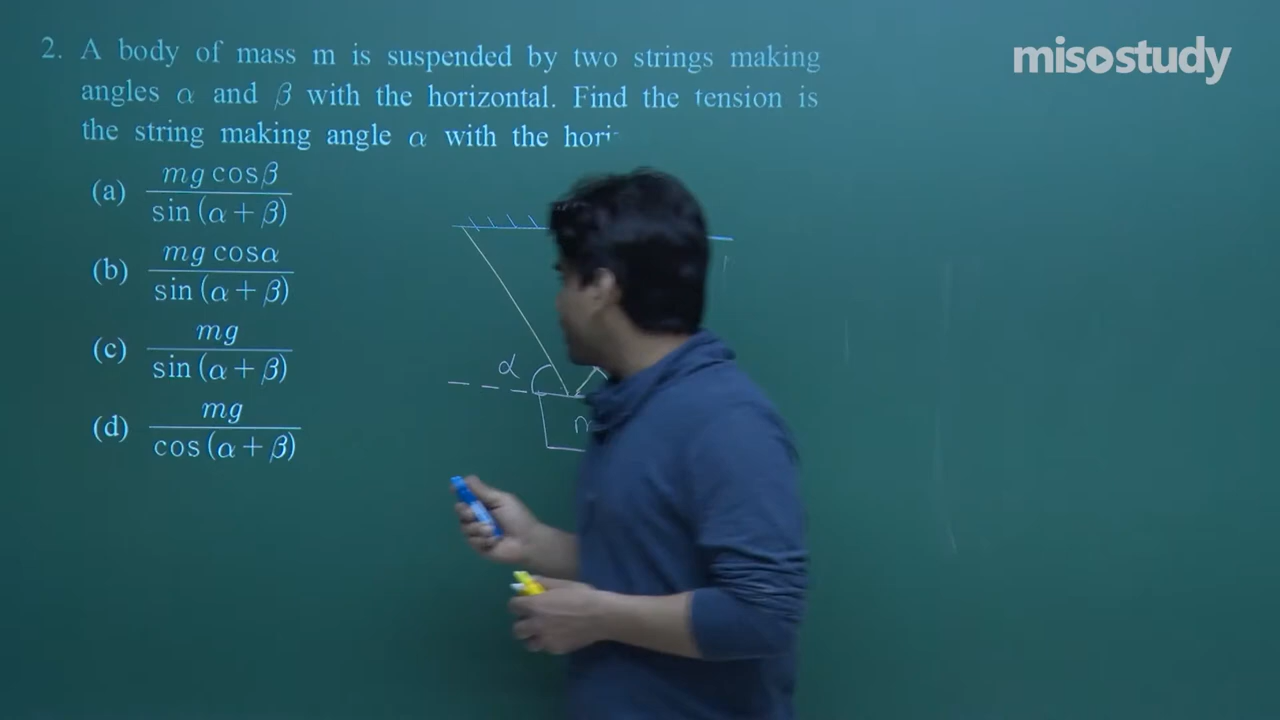 misostudy
2. A body of mass m is suspended by two strings making
angles α and β with the horizontal. Find the tension is
the string making angle α with the
(a) mg cosβ / sin (α + β)
(b) mg cosα / sin (α + β)
(c) mg / sin (α + β)
(d) mg / cos (α + β)
α